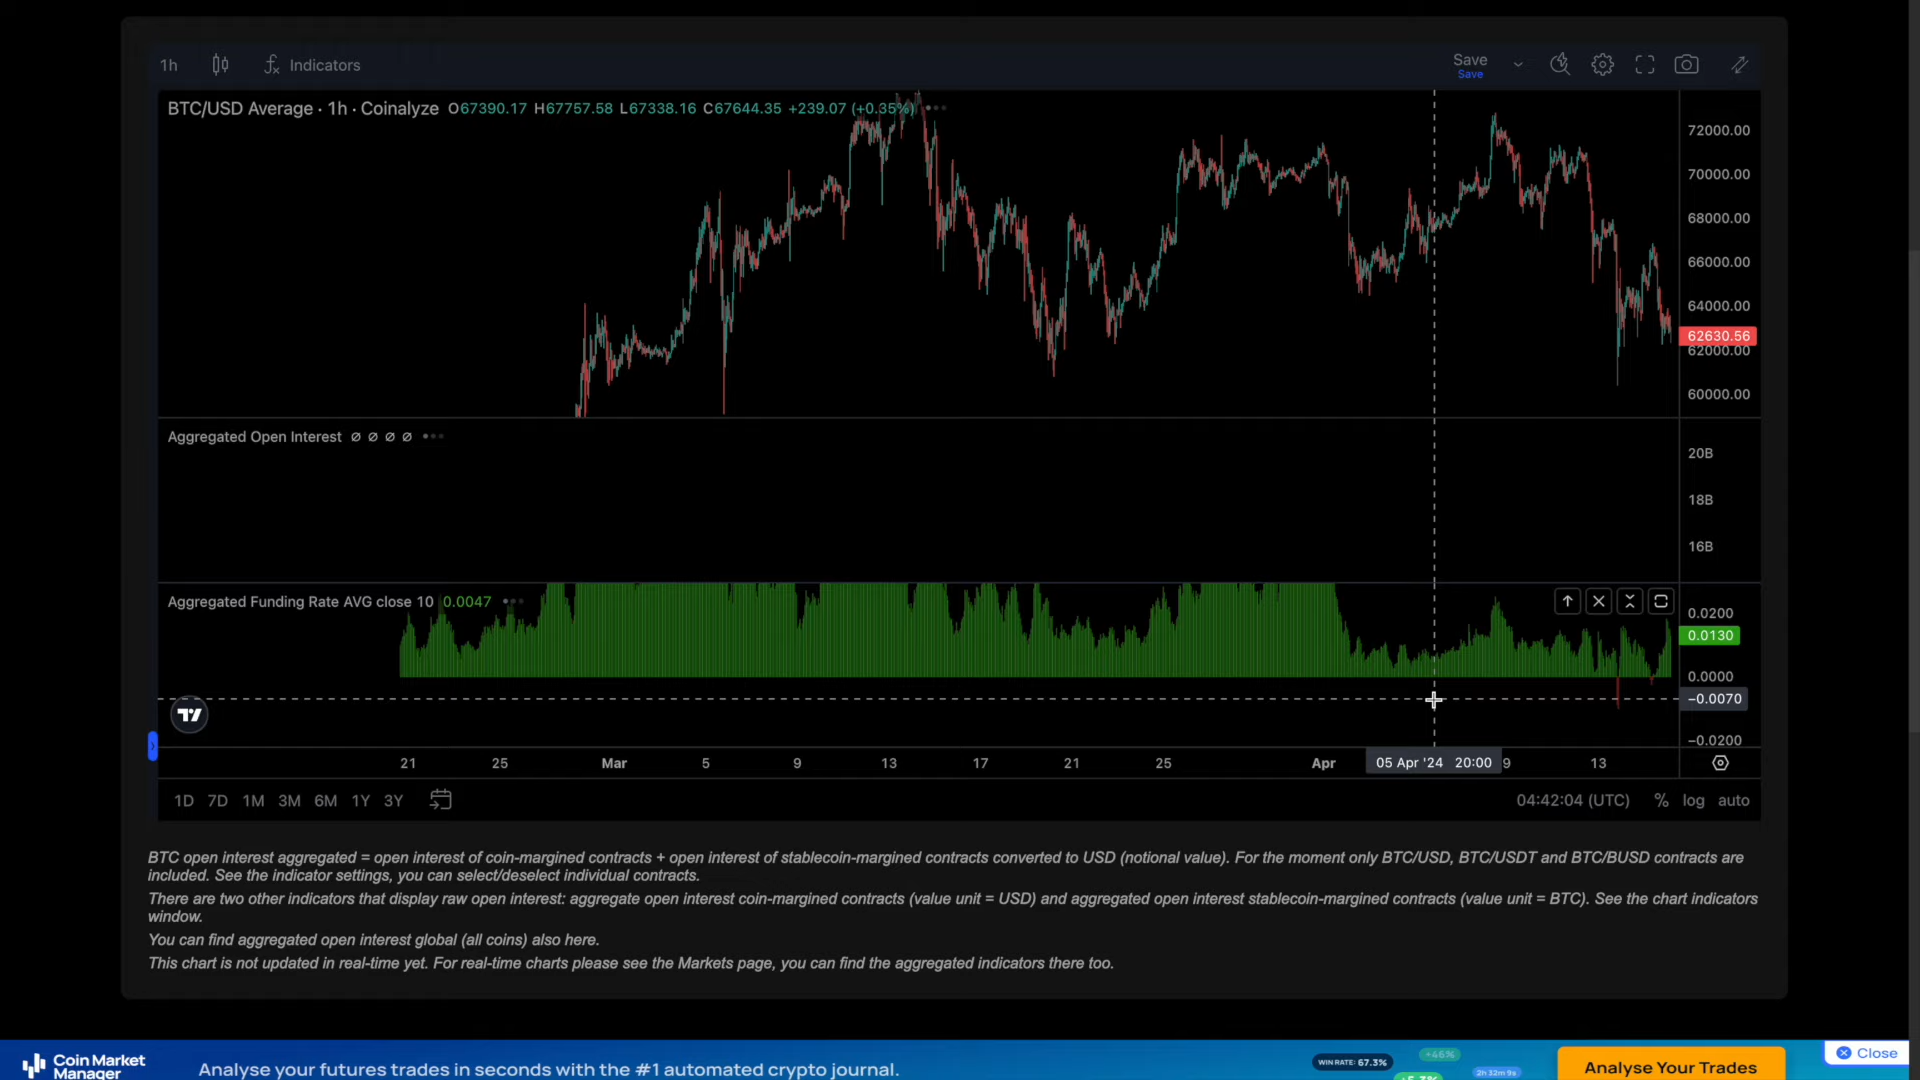 1h Indicators Save
Save
BTC/USD Average · 1h · Coinalyze O67390.17 H67757.58 L67338.16 C67644.35 +239.07 (+0.35%)
72000.00
70000.00
68000.00
66000.00
64000.00
62630.56
62000.00
60000.00
Aggregated Open Interest ∅ ∅ ∅ ∅
20B
18B
16B
Aggregated Funding Rate AVG close 10 0.0047
0.0200
0.0130
0.0000
−0.0070
−0.0200
21 25 Mar 5 9 13 17 21 25 Apr 05 Apr '24 20:00 9 13
1D 7D 1M 3M 6M 1Y 3Y 04:42:04 (UTC) % log auto
BTC open interest aggregated = open interest of coin-margined contracts + open interest of stablecoin-margined contracts converted to USD (notional value). For the moment only BTC/USD, BTC/USDT and BTC/BUSD contracts are
included. See the indicator settings, you can select/deselect individual contracts.
There are two other indicators that display raw open interest: aggregate open interest coin-margined contracts (value unit = USD) and aggregated open interest stablecoin-margined contracts (value unit = BTC). See the chart indicators
window.
You can find aggregated open interest global (all coins) also here.
This chart is not updated in real-time yet. For real-time charts please see the Markets page, you can find the aggregated indicators there too.
Coin Market
Manager
Analyse your futures trades in seconds with the #1 automated crypto journal.
WIN RATE: 67.3%
+46%
2h 32m 9s
Analyse Your Trades
Close